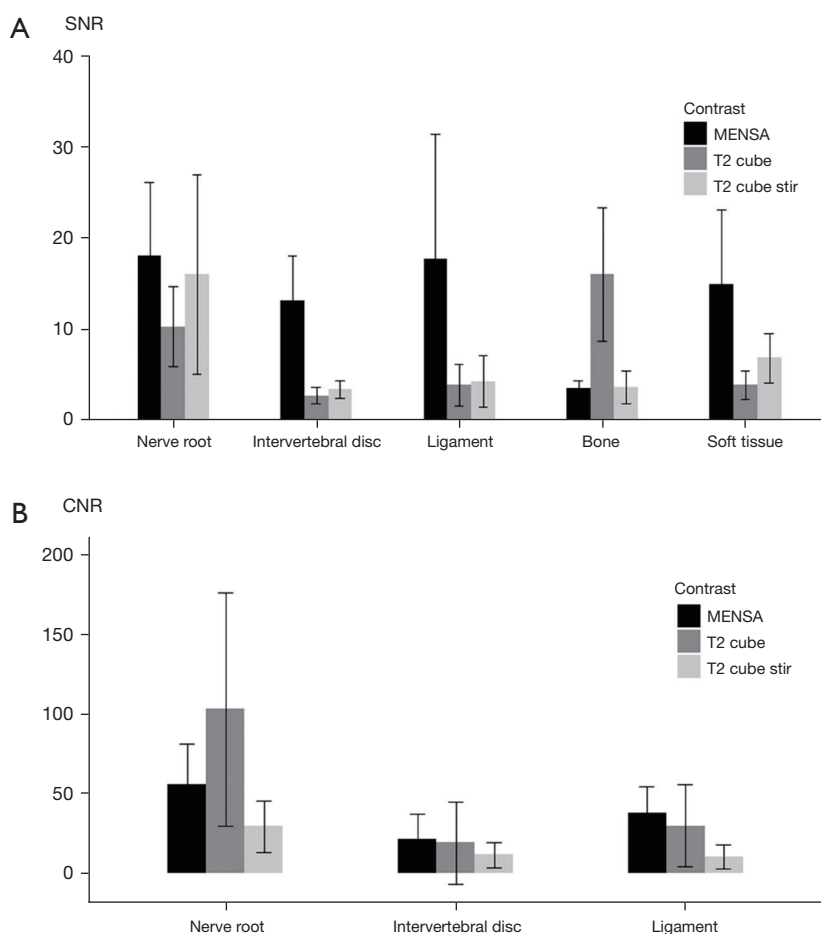 A
SNR
40
30
20
10
0
Contrast
MENSA
T2 cube
T2 cube stir
Nerve root Intervertebral disc Ligament Bone Soft tissue
B
CNR
200
150
100
50
0
Contrast
MENSA
T2 cube
T2 cube stir
Nerve root Intervertebral disc Ligament